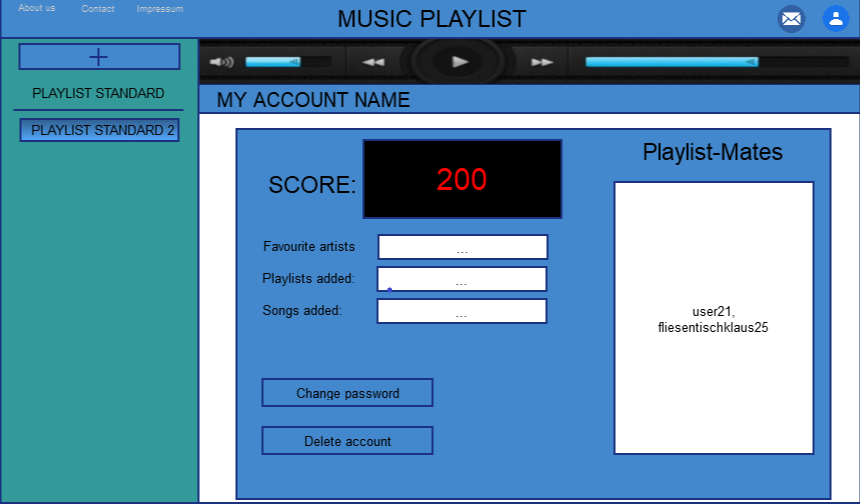 About us
Contact
Impressum
MUSIC PLAYLIST
PLAYLIST STANDARD
PLAYLIST STANDARD 2
MY ACCOUNT NAME
SCORE:
200
Favourite artists
...
Playlists added:
...
Songs added:
...
Change password
Delete account
Playlist-Mates
user21,
fliesentischklaus25